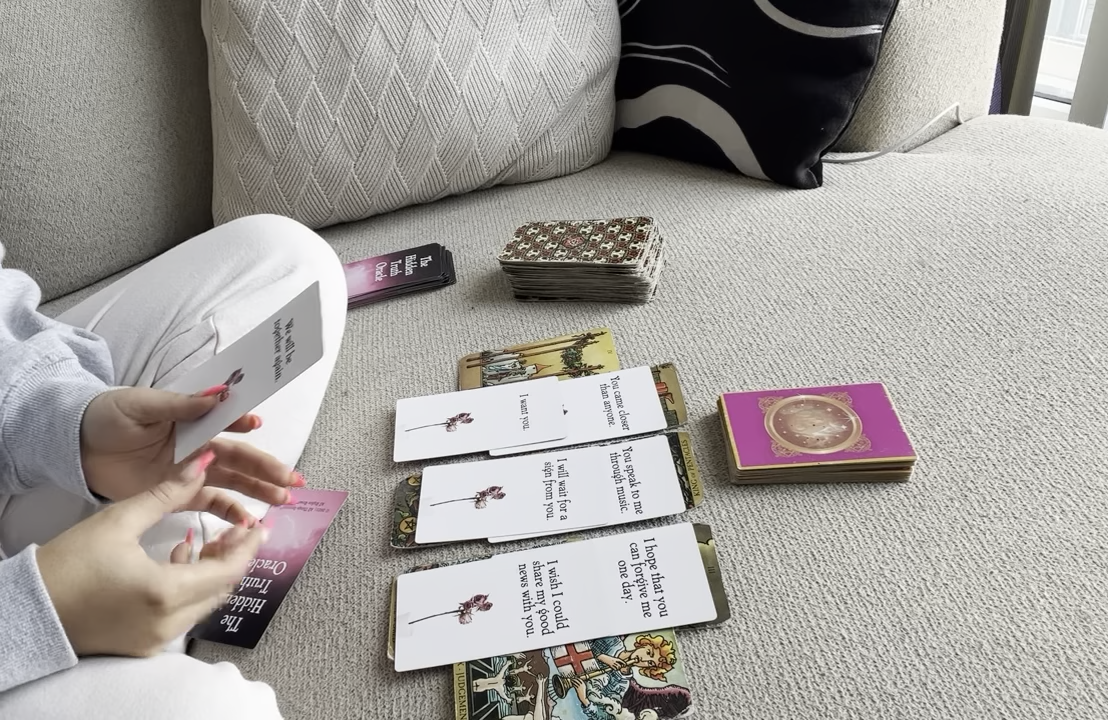 The
Hidden
Truth
Oracle
We will be
together again.
You came closer
than anyone.
I want you.
You speak to me
through music.
I will wait for a
sign from you.
I hope that you
can forgive me
one day.
I wish I could
share my good
news with you.
The
Hidden
Truth
Oracle
JUDGEMEN